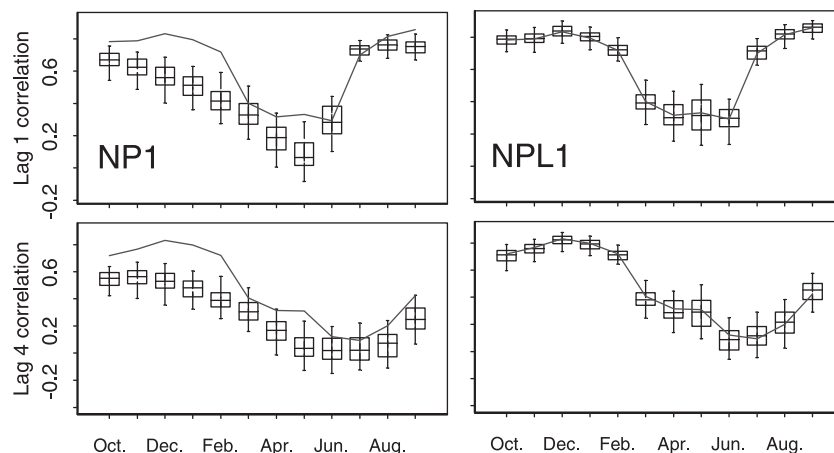 Lag 1 correlation
0.6
0.2
-0.2
NP1
NPL1
Lag 4 correlation
0.6
0.2
-0.2
Oct. Dec. Feb. Apr. Jun. Aug.
Oct. Dec. Feb. Apr. Jun. Aug.